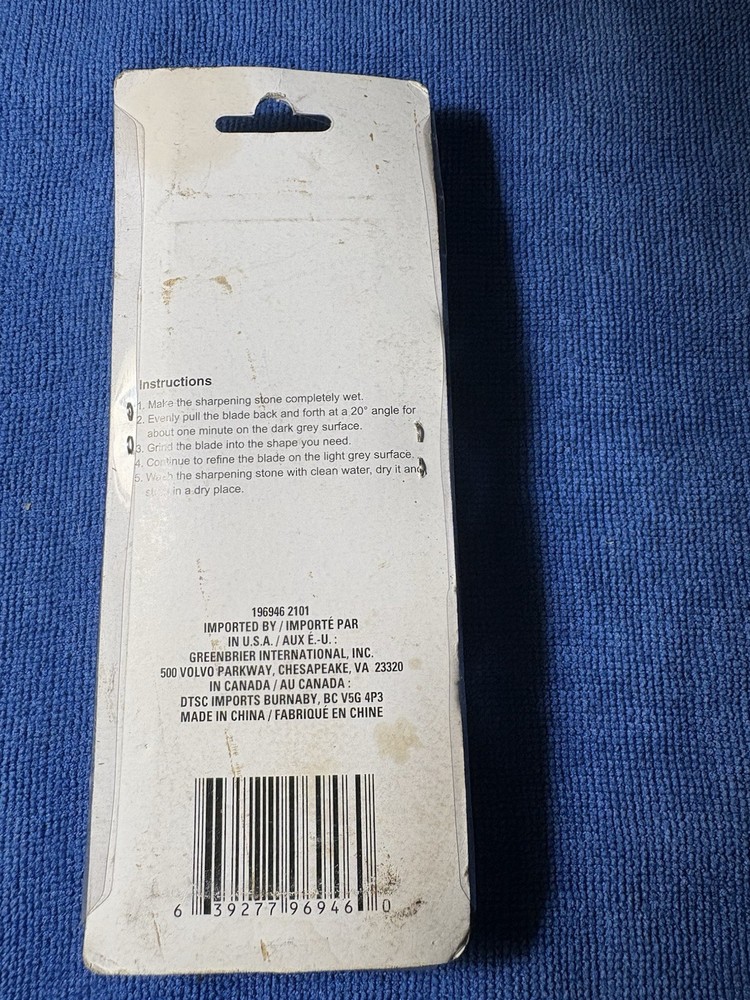 Instructions
1. Make the sharpening stone completely wet.
2. Evenly pull the blade back and forth at a 20° angle for
about one minute on the dark grey surface.
3. Grind the blade into the shape you need.
4. Continue to refine the blade on the light grey surface.
5. Wash the sharpening stone with clean water, dry it and
in a dry place.
196946 2101
IMPORTED BY / IMPORTÉ PAR
IN U.S.A. / AUX É.-U. :
GREENBRIER INTERNATIONAL, INC.
500 VOLVO PARKWAY, CHESAPEAKE, VA 23320
IN CANADA / AU CANADA :
DTSC IMPORTS BURNABY, BC V5G 4P3
MADE IN CHINA / FABRIQUÉ EN CHINE
6 39277 96946 0